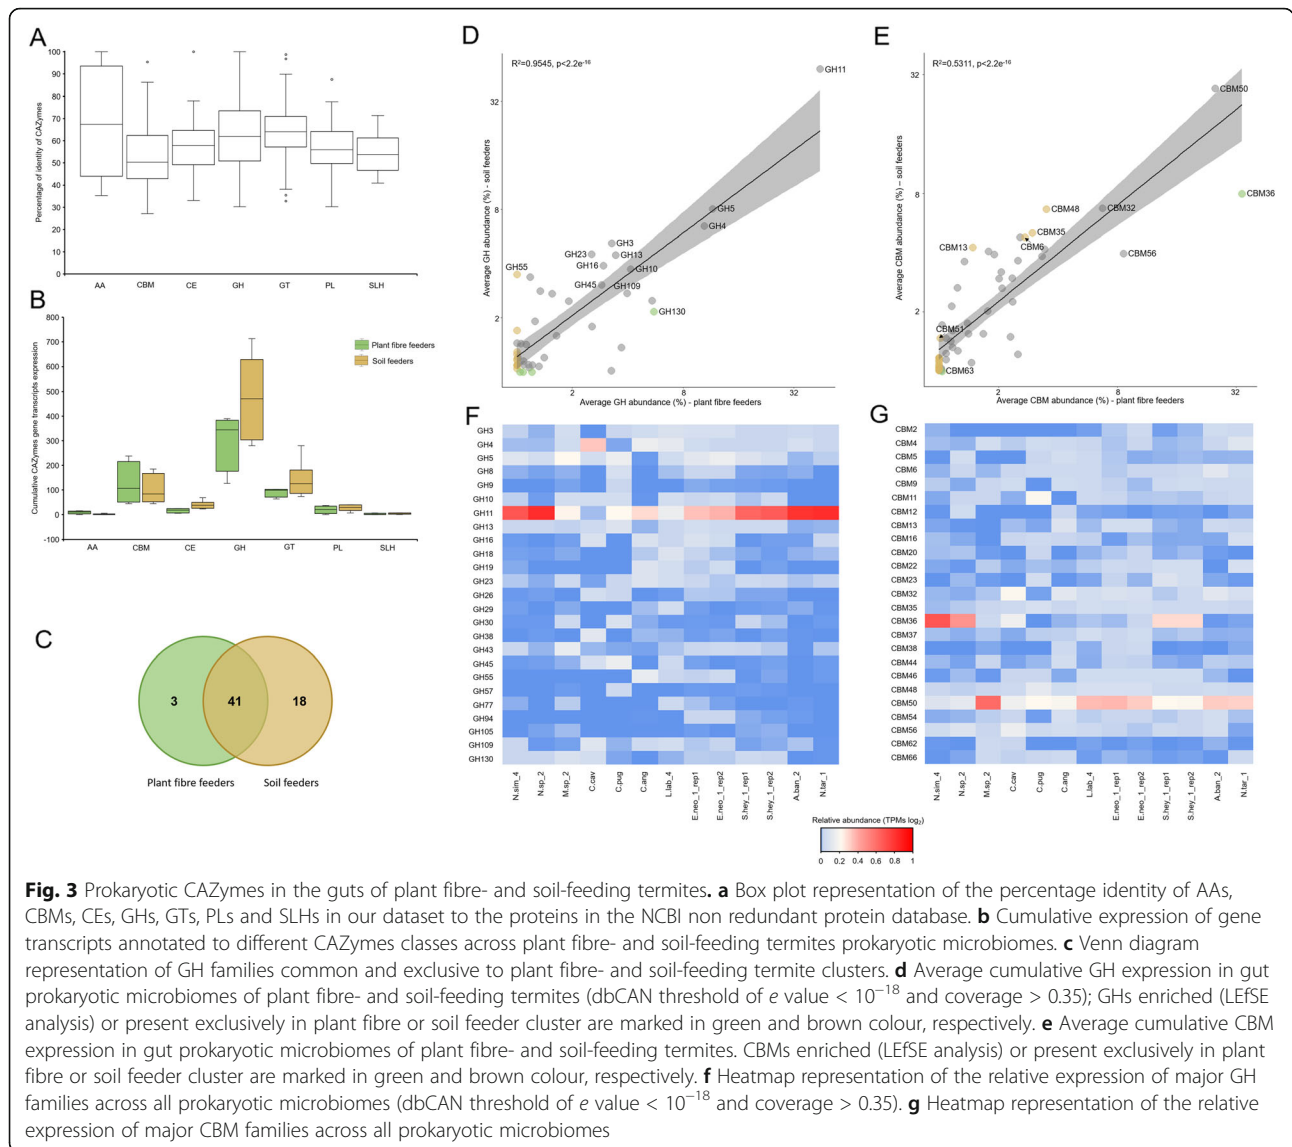 A
100
90
80
70
60
50
40
30
20
10
0
Percentage of identity of CAZymes
AA CBM CE GH GT PL SLH
B
800
700
600
500
400
300
200
100
0
-100
Cumulative CAZymes gene transcripts expression
Plant fibre feeders
Soil feeders
AA CBM CE GH GT PL SLH
C
3 41 18
Plant fibre feeders Soil feeders
D
R²=0.9545, p<2.2e⁻¹⁶
GH11
32
8
2
Average GH abundance (%) - soil feeders
GH5
GH4
GH3
GH23
GH13
GH16
GH10
GH55
GH45
GH109
GH130
2 8 32
Average GH abundance (%) - plant fibre feeders
E
R²=0.5311, p<2.2e⁻¹⁶
32
8
2
Average CBM abundance (%) – soil feeders
CBM50
CBM36
CBM48
CBM32
CBM35
CBM6
CBM13
CBM56
CBM51
CBM63
2 8 32
Average CBM abundance (%) - plant fibre feeders
F
GH3
GH4
GH5
GH8
GH9
GH10
GH11
GH13
GH16
GH18
GH19
GH23
GH26
GH29
GH30
GH38
GH43
GH45
GH55
GH57
GH77
GH94
GH105
GH109
GH130
N.sim_4
N.sp_2
M.sp_2
C.cav
C.pug
C.ang
L.lab_4
E.neo_1_rep1
E.neo_1_rep2
S.hey_1_rep1
S.hey_1_rep2
A.ban_2
N.tar_1
G
CBM2
CBM4
CBM5
CBM6
CBM9
CBM11
CBM12
CBM13
CBM16
CBM20
CBM22
CBM23
CBM32
CBM35
CBM36
CBM37
CBM38
CBM44
CBM46
CBM48
CBM50
CBM54
CBM56
CBM62
CBM66
N.sim_4
N.sp_2
M.sp_2
C.cav
C.pug
C.ang
L.lab_4
E.neo_1_rep1
E.neo_1_rep2
S.hey_1_rep1
S.hey_1_rep2
A.ban_2
N.tar_1
Relative abundance (TPMs log₂)
0 0.2 0.4 0.6 0.8 1
Fig. 3 Prokaryotic CAZymes in the guts of plant fibre- and soil-feeding termites. a Box plot representation of the percentage identity of AAs,
CBMs, CEs, GHs, GTs, PLs and SLHs in our dataset to the proteins in the NCBI non redundant protein database. b Cumulative expression of gene
transcripts annotated to different CAZymes classes across plant fibre- and soil-feeding termites prokaryotic microbiomes. c Venn diagram
representation of GH families common and exclusive to plant fibre- and soil-feeding termite clusters. d Average cumulative GH expression in gut
prokaryotic microbiomes of plant fibre- and soil-feeding termites (dbCAN threshold of e value < 10⁻¹⁸ and coverage > 0.35); GHs enriched (LEfSE
analysis) or present exclusively in plant fibre or soil feeder cluster are marked in green and brown colour, respectively. e Average cumulative CBM
expression in gut prokaryotic microbiomes of plant fibre- and soil-feeding termites. CBMs enriched (LEfSE analysis) or present exclusively in plant
fibre or soil feeder cluster are marked in green and brown colour, respectively. f Heatmap representation of the relative expression of major GH
families across all prokaryotic microbiomes (dbCAN threshold of e value < 10⁻¹⁸ and coverage > 0.35). g Heatmap representation of the relative
expression of major CBM families across all prokaryotic microbiomes